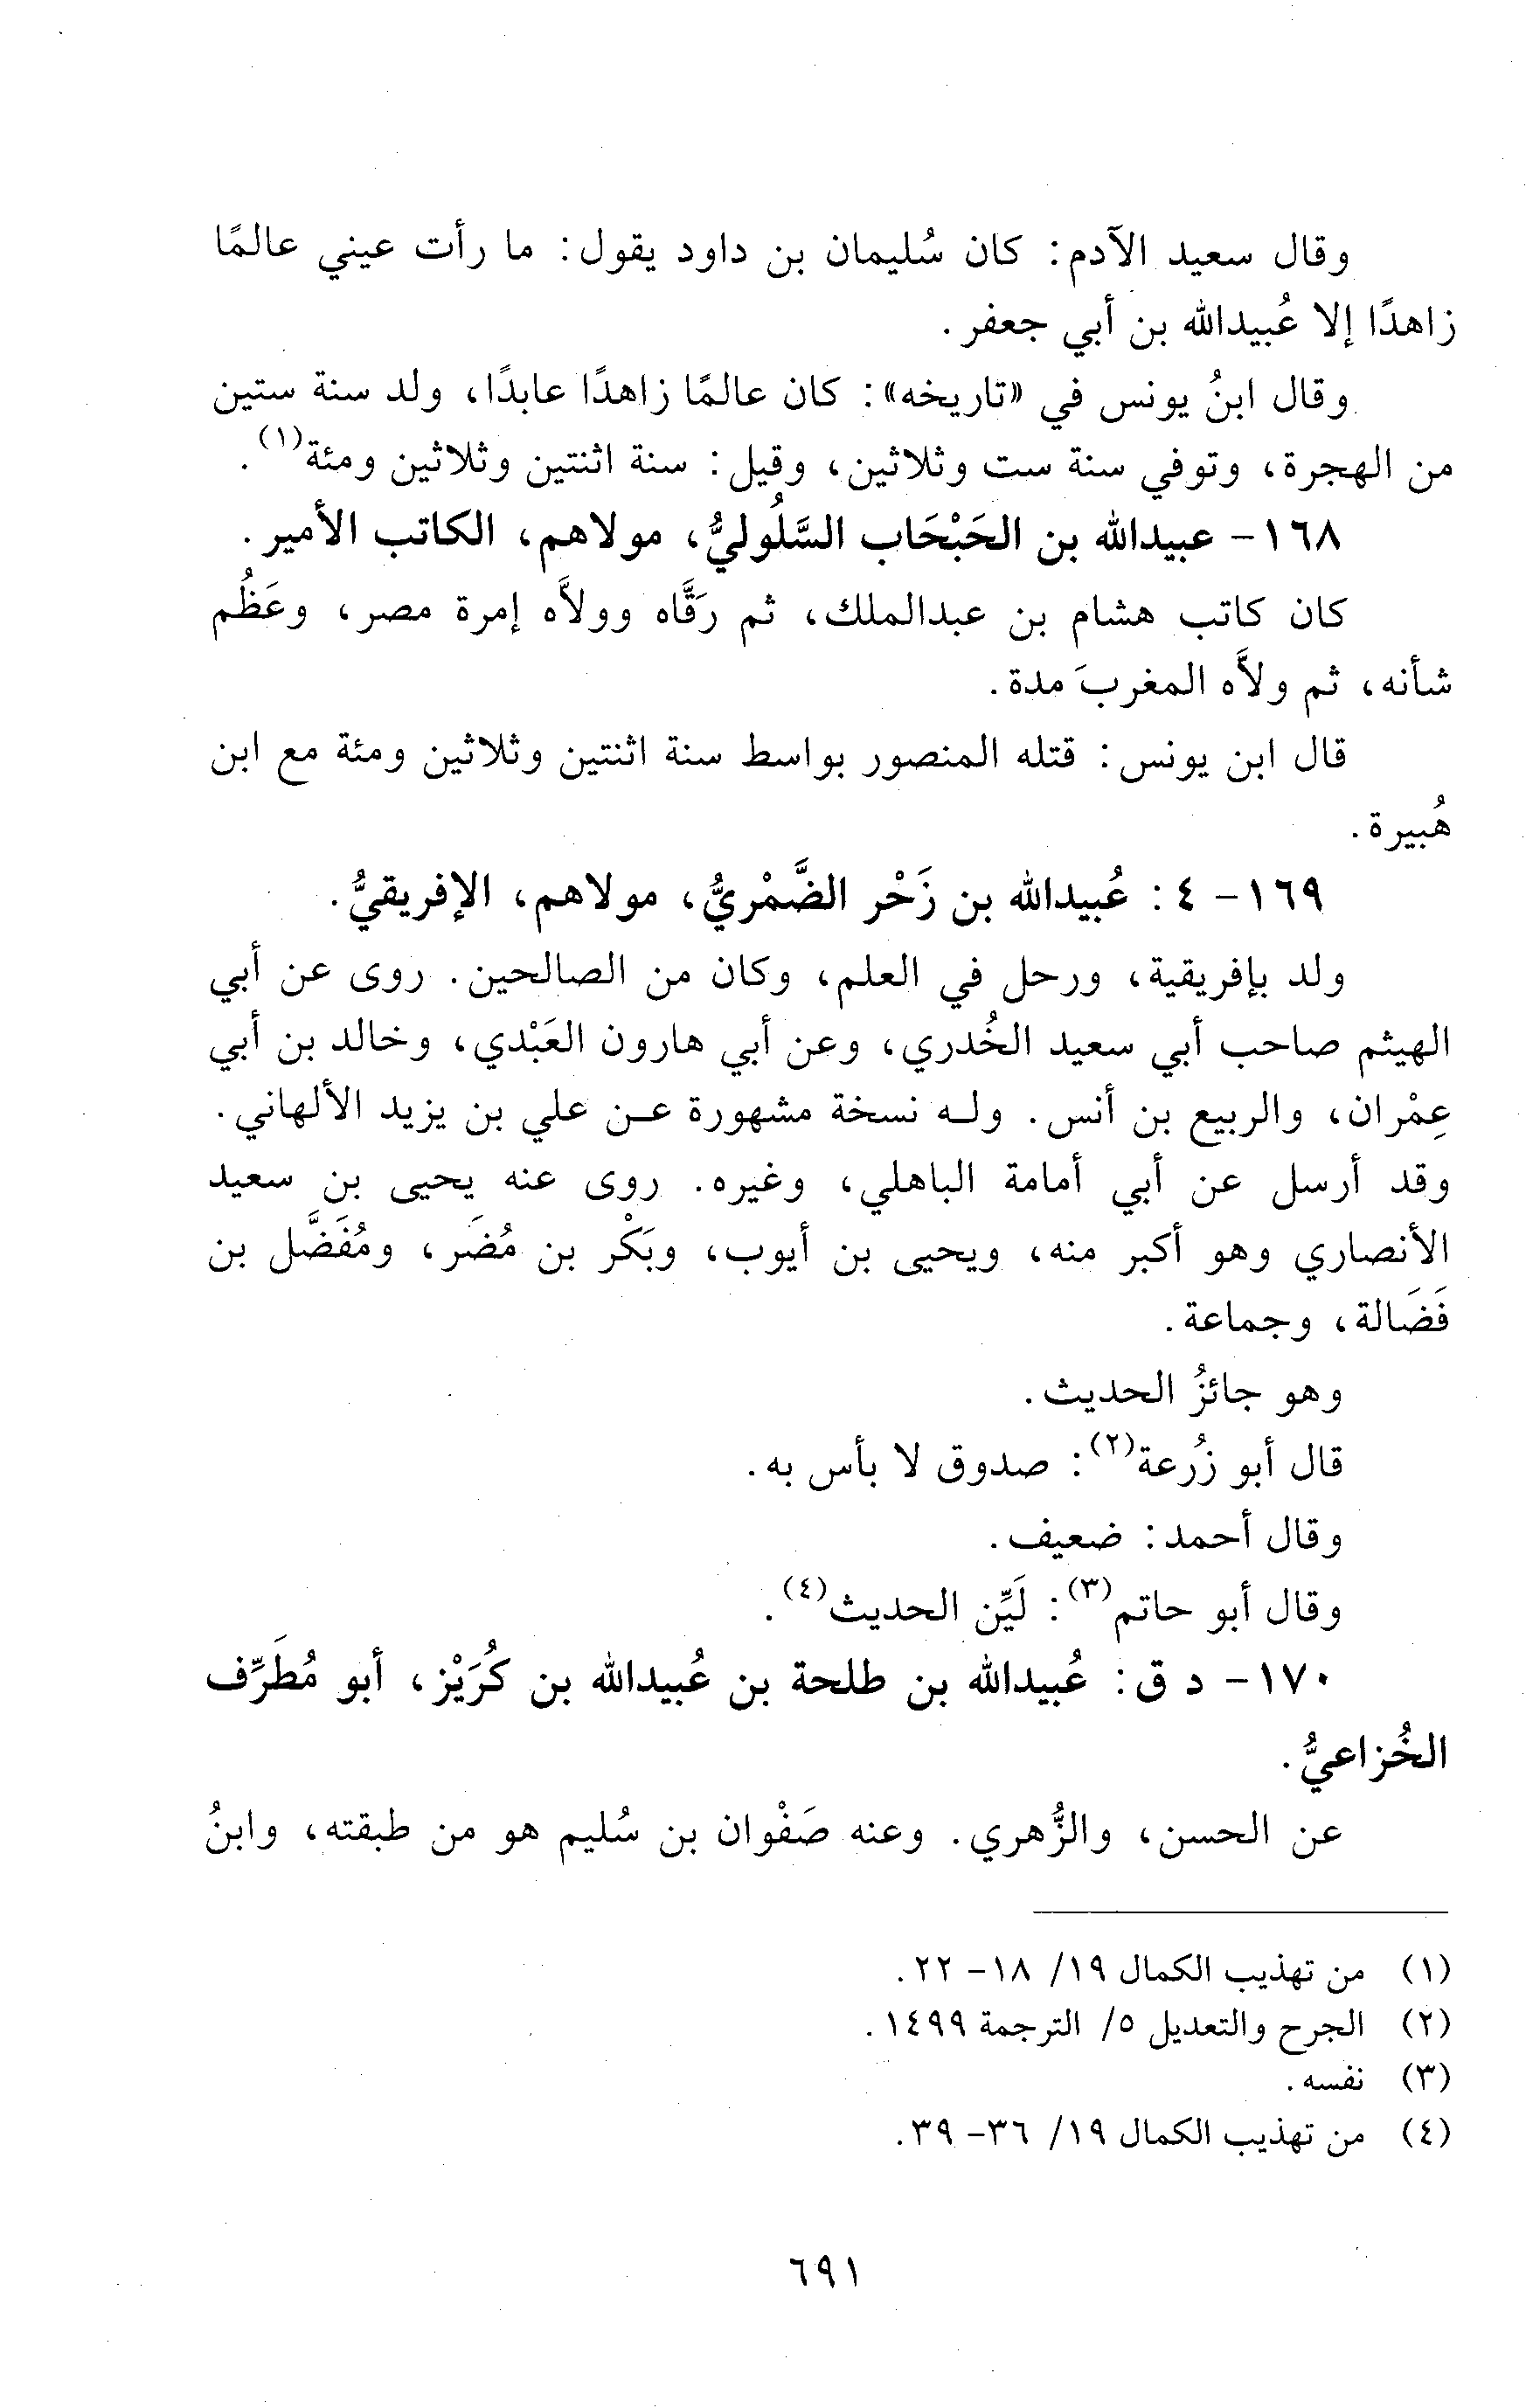 وقال سعيد الآدم: كان سُليمان بن داود يقول: ما رأت عيني عالمًا
زاهدًا إلا عُبيدالله بن أبي جعفر.
وقال ابنُ يونس في «تاريخه»: كان عالمًا زاهدًا عابدًا، ولد سنة ستين
من الهجرة، وتوفي سنة ست وثلاثين، وقيل: سنة اثنتين وثلاثين ومئة(١).
١٦٨- عبيدالله بن الحَبْحَاب السَّلُوليُّ، مولاهم، الكاتب الأمير.
كان كاتب هشام بن عبدالملك، ثم رَقَّاه وولاَّه إمرة مصر، وعَظُم
شأنه، ثم ولاَّه المغربَ مدة.
قال ابن يونس: قتله المنصور بواسط سنة اثنتين وثلاثين ومئة مع ابن
هُبيرة.
١٦٩- ٤: عُبيدالله بن زَحْر الضَّمْريُّ، مولاهم، الإفريقيُّ.
ولد بإفريقية، ورحل في العلم، وكان من الصالحين. روى عن أبي
الهيثم صاحب أبي سعيد الخُدري، وعن أبي هارون العَبْدي، وخالد بن أبي
عِمْران، والربيع بن أنس. وله نسخة مشهورة عن علي بن يزيد الألهاني.
وقد أرسل عن أبي أمامة الباهلي، وغيره. روى عنه يحيى بن سعيد
الأنصاري وهو أكبر منه، ويحيى بن أيوب، وبَكْر بن مُضَر، ومُفَضَّل بن
فَضَالة، وجماعة.
وهو جائزُ الحديث.
قال أبو زُرعة(٢): صدوق لا بأس به.
وقال أحمد: ضعيف.
وقال أبو حاتم(٣): لَيِّن الحديث(٤).
١٧٠- د ق: عُبيدالله بن طلحة بن عُبيدالله بن كُرَيْز، أبو مُطَرِّف
الخُزاعيُّ.
عن الحسن، والزُّهري. وعنه صَفْوان بن سُليم هو من طبقته، وابنُ
(١) من تهذيب الكمال ١٩/ ١٨- ٢٢.
(٢) الجرح والتعديل ٥/ الترجمة ١٤٩٩.
(٣) نفسه.
(٤) من تهذيب الكمال ١٩/ ٣٦- ٣٩.
٦٩١